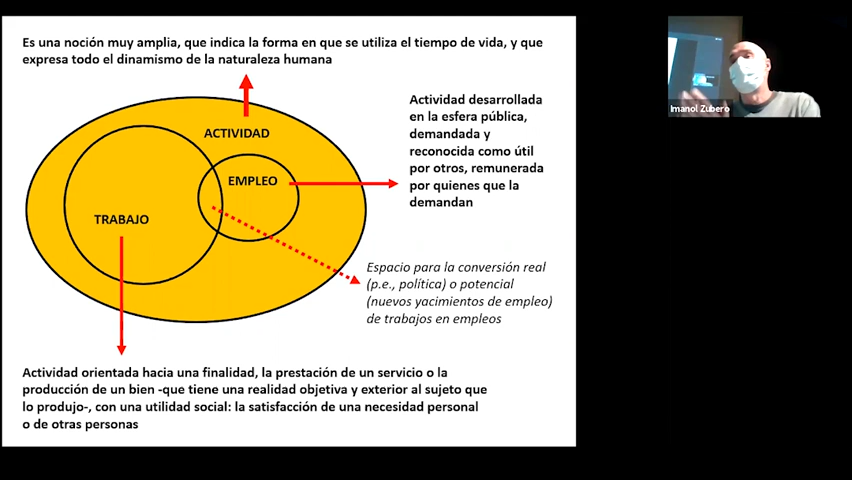 Es una noción muy amplia, que indica la forma en que se utiliza el tiempo de vida, y que
expresa todo el dinamismo de la naturaleza humana
ACTIVIDAD
EMPLEO
TRABAJO
Actividad desarrollada
en la esfera pública,
demandada y
reconocida como útil
por otros, remunerada
por quienes que la
demandan
Espacio para la conversión real
(p.e., política) o potencial
(nuevos yacimientos de empleo)
de trabajos en empleos
Actividad orientada hacia una finalidad, la prestación de un servicio o la
producción de un bien -que tiene una realidad objetiva y exterior al sujeto que
lo produjo-, con una utilidad social: la satisfacción de una necesidad personal
o de otras personas
Imanol Zubero